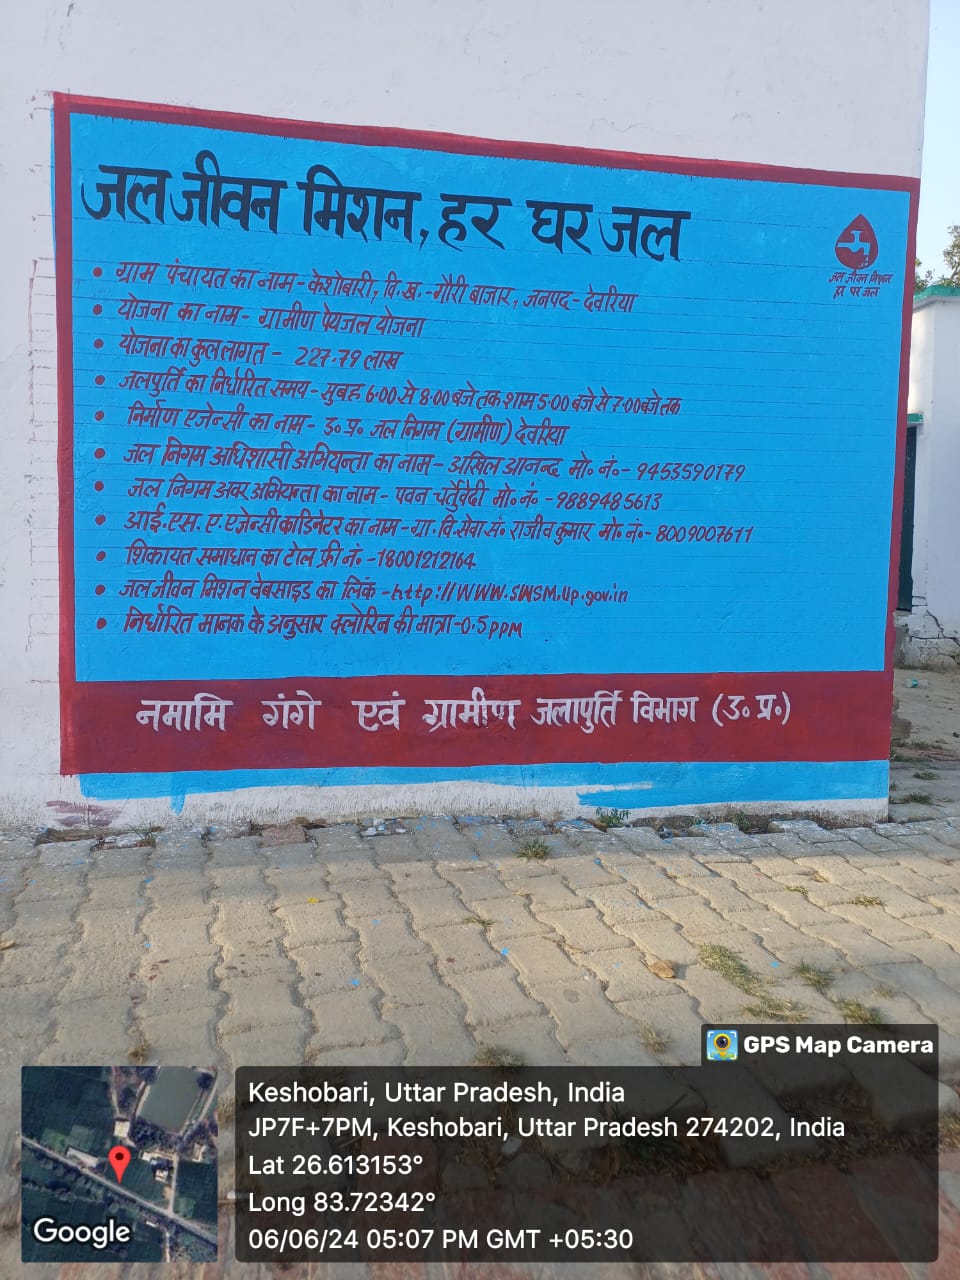 जल जीवन मिशन, हर घर जल
जल जीवन मिशन
हर घर जल
• ग्राम पंचायत का नाम - केशोबारी, वि.ख.-गौरी बाजार, जनपद-देवरिया
• योजना का नाम- ग्रामीण पेयजल योजना
• योजना का कुल लागत - 227.79 लाख
• जलपुर्ति का निर्धारित समय-सुबह 6.00 से 8.00 बजे तक शाम 5.00 बजे से 7.00 बजे तक
• निर्माण एजेन्सी का नाम- उ.प्र. जल निगम (ग्रामीण) देवरिया
• जल निगम अधिशासी अभियन्ता का नाम- अखिल आनन्द मो॰ नं॰- 9453590179
• जल निगम अवर अभियन्ता का नाम - पवन चर्तुवेदी मो॰ नं॰ -9889485613
• आई.एस.ए.एजेन्सी कार्डिनेटर का नाम-ग्रा.वि.सेवा सं. राजीव कुमार मो॰ नं॰- 8009007611
• शिकायत समाधान का टोल फ्री नं॰-18001212164
• जल जीवन मिशन वेबसाइड का लिंक -http://WWW.SWSM.up.gov.in
• निर्धारित मानक के अनुसार क्लोरिन की मात्रा-0.5 PPM
नमामि गंगे एवं ग्रामीण जलापुर्ति विभाग (उ॰ प्र॰)
GPS Map Camera
Keshobari, Uttar Pradesh, India
JP7F+7PM, Keshobari, Uttar Pradesh 274202, India
Lat 26.613153°
Long 83.72342°
06/06/24 05:07 PM GMT +05:30
Google